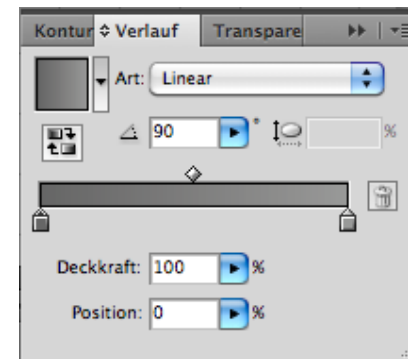 Kontur Verlauf Transpare
Art: Linear
90 ° %
Deckkraft: 100 %
Position: 0 %